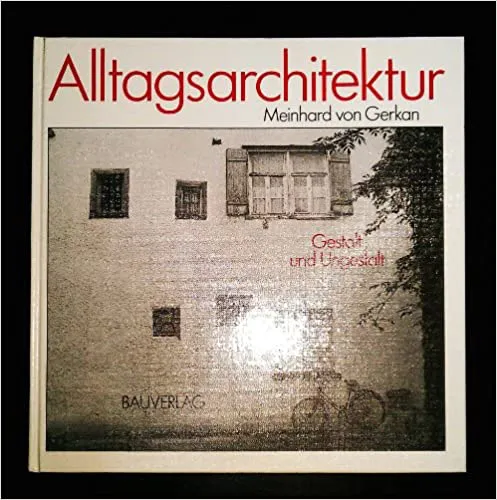 Alltagsarchitektur
Meinhard von Gerkan
Gestalt
und Ungestalt
BAUVERLAG